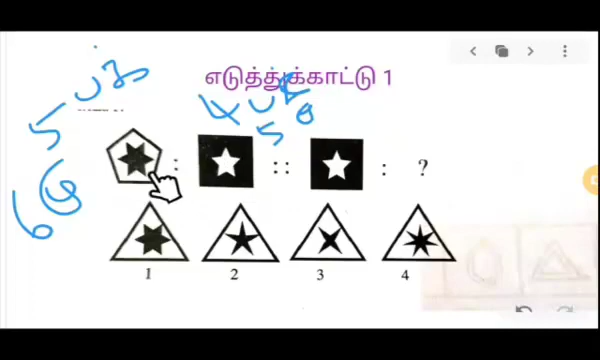 எடுத்துக்காட்டு 1
5 ப
4 ப
5
6 மு
: :: : ?
1 2 3 4